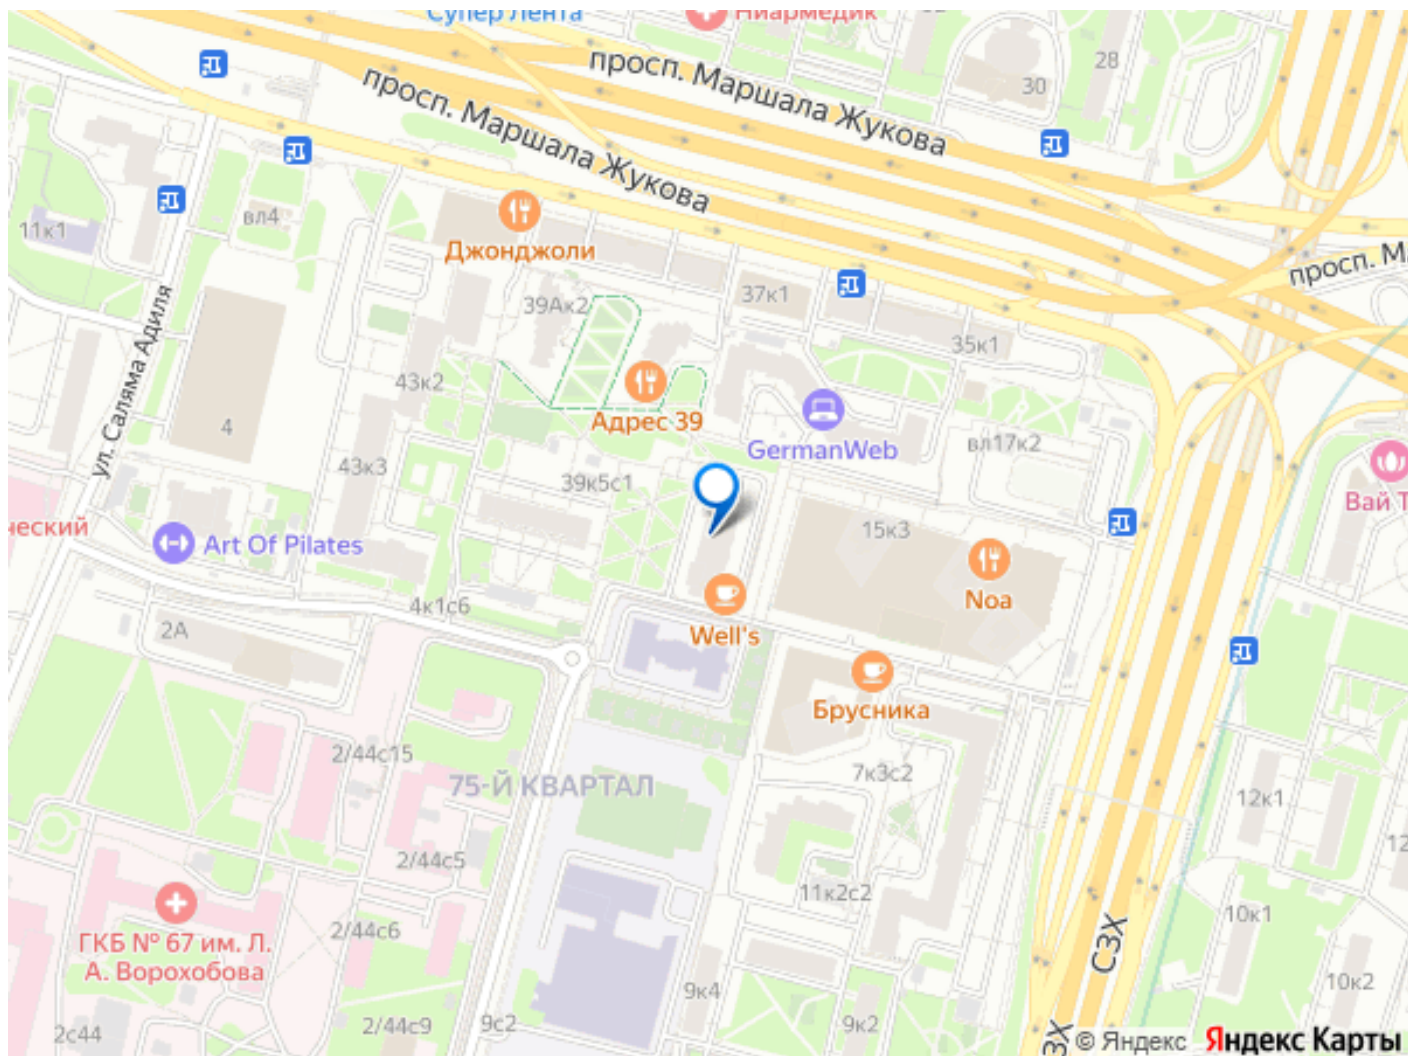 Супер Лента
Ниармедик
просп. Маршала Жукова
28
30
просп. Маршала Жукова
11к1
вл4
Джонджоли
просп. М
39Ак2
37к1
35к1
ул. Саляма Адиля
43к2
Адрес 39
GermanWeb
вл17к2
4
43к3
39к5с1
Вай Т
15к3
ческий
Art Of Pilates
Noa
4к1с6
2А
Well's
Брусника
2/44с15
75-Й КВАРТАЛ
7к3с2
12к1
12
2/44с5
11к2с2
10к1
2/44с6
ГКБ № 67 им. Л.
А. Ворохобова
СЗХ
9к4
10к2
2с44
2/44с9
9с2
9к2
ЗХ
© Яндекс Яндекс Карты